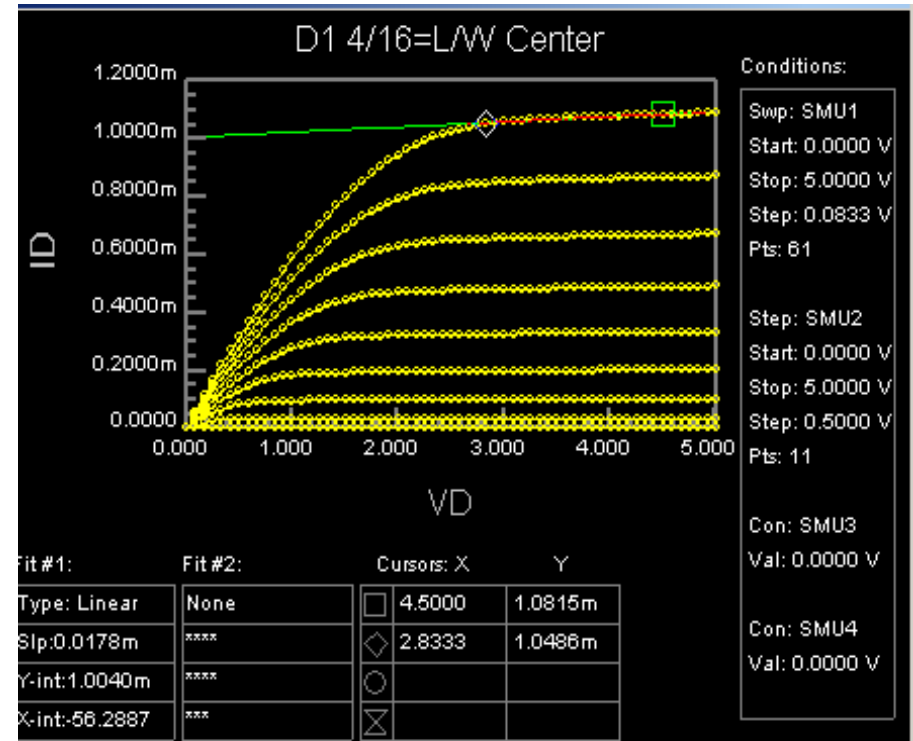 D1 4/16=L/W Center
1.2000m
1.0000m
0.8000m
0.6000m
0.4000m
0.2000m
0.0000
ID
0.000 1.000 2.000 3.000 4.000 5.000
VD
Conditions:
Swp: SMU1
Start: 0.0000 V
Stop: 5.0000 V
Step: 0.0833 V
Pts: 61
Step: SMU2
Start: 0.0000 V
Stop: 5.0000 V
Step: 0.5000 V
Pts: 11
Con: SMU3
Val: 0.0000 V
Con: SMU4
Val: 0.0000 V
Fit #1: Fit #2: Cursors: X Y
Type: Linear None 4.5000 1.0815m
Slp:0.0178m **** 2.8333 1.0486m
Y-int:1.0040m ****
X-int:-56.2887 ***